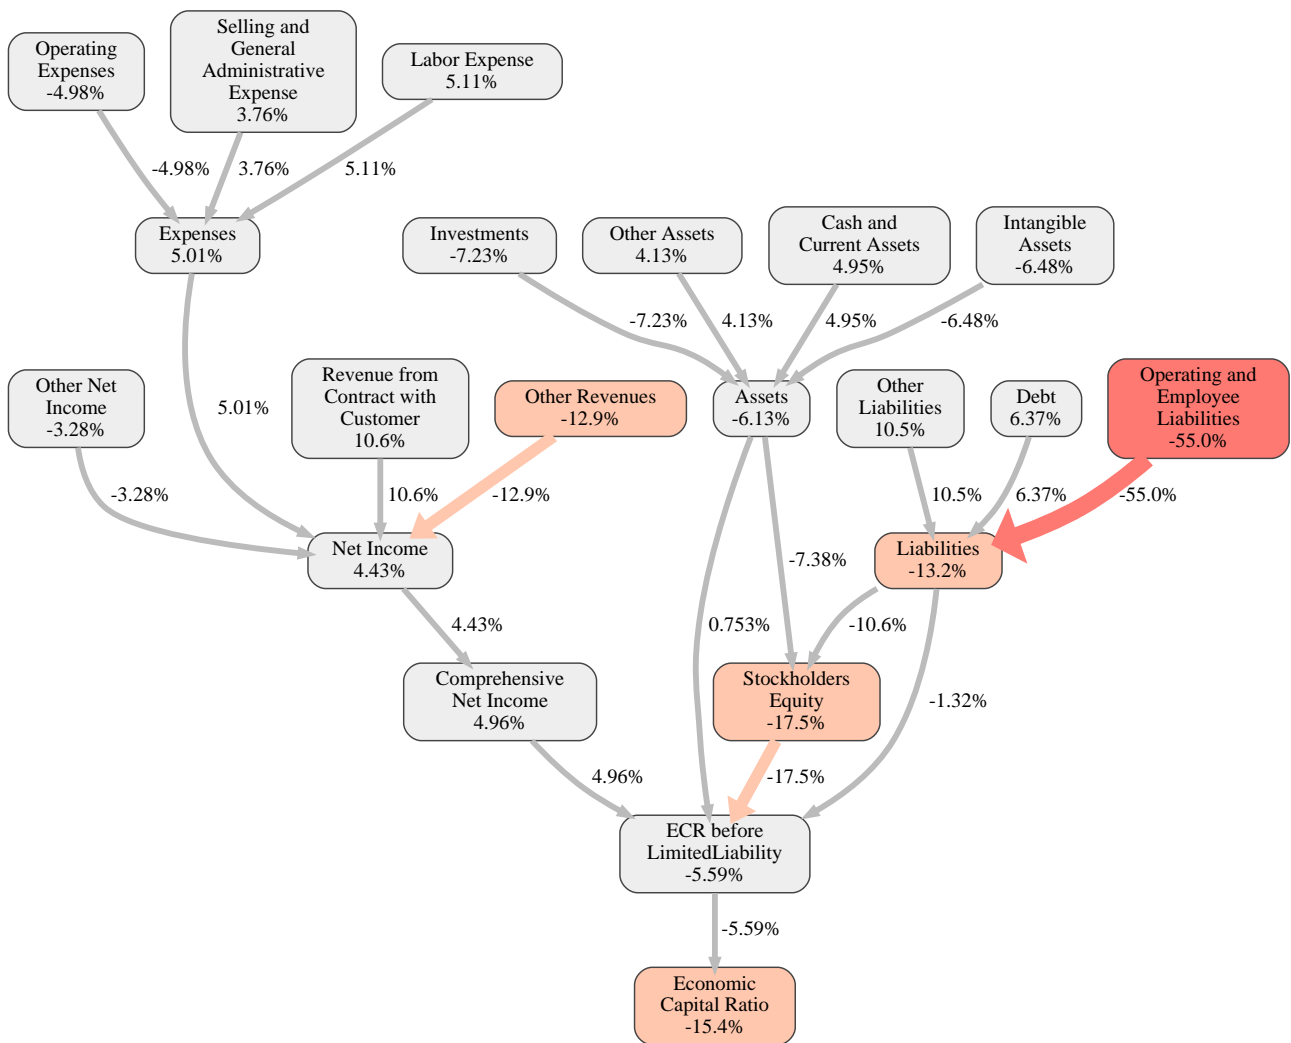 Operating
Expenses
-4.98%
Selling and
General
Administrative
Expense
3.76%
Labor Expense
5.11%
-4.98%
3.76%
5.11%
Expenses
5.01%
Investments
-7.23%
Other Assets
4.13%
Cash and
Current Assets
4.95%
Intangible
Assets
-6.48%
-7.23%
4.13%
4.95%
-6.48%
Other Net
Income
-3.28%
5.01%
Revenue from
Contract with
Customer
10.6%
Other Revenues
-12.9%
Assets
-6.13%
Other
Liabilities
10.5%
Debt
6.37%
Operating and
Employee
Liabilities
-55.0%
-3.28%
10.6%
-12.9%
10.5%
6.37%
-55.0%
Net Income
4.43%
-7.38%
Liabilities
-13.2%
4.43%
0.753%
-10.6%
Comprehensive
Net Income
4.96%
Stockholders
Equity
-17.5%
-1.32%
4.96%
-17.5%
ECR before
LimitedLiability
-5.59%
-5.59%
Economic
Capital Ratio
-15.4%